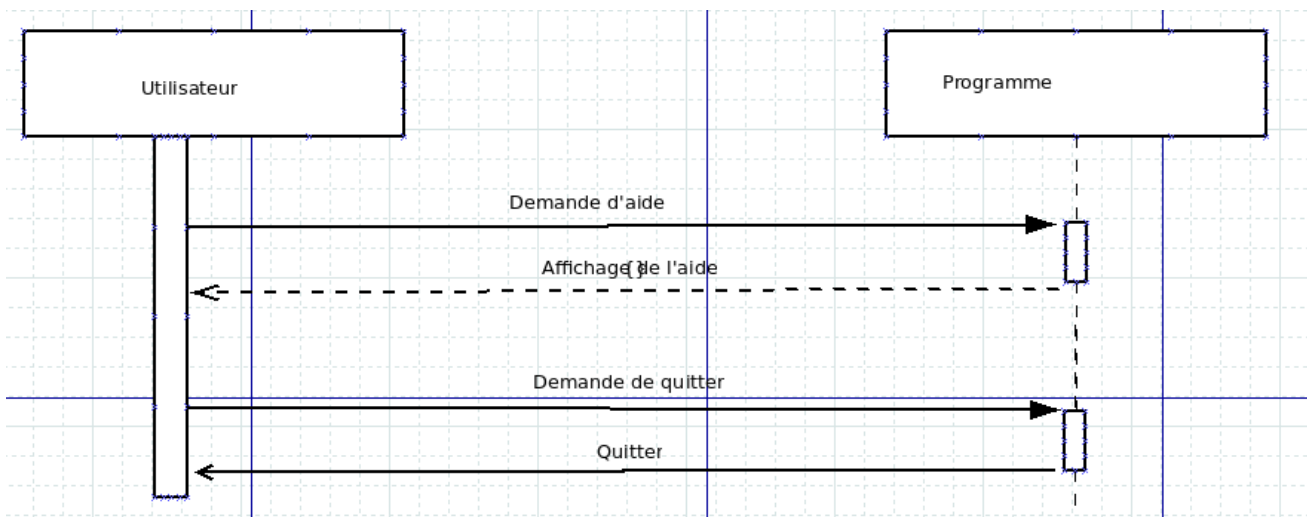 Utilisateur
Programme
Demande d'aide
Affichage de l'aide
{}
Demande de quitter
Quitter